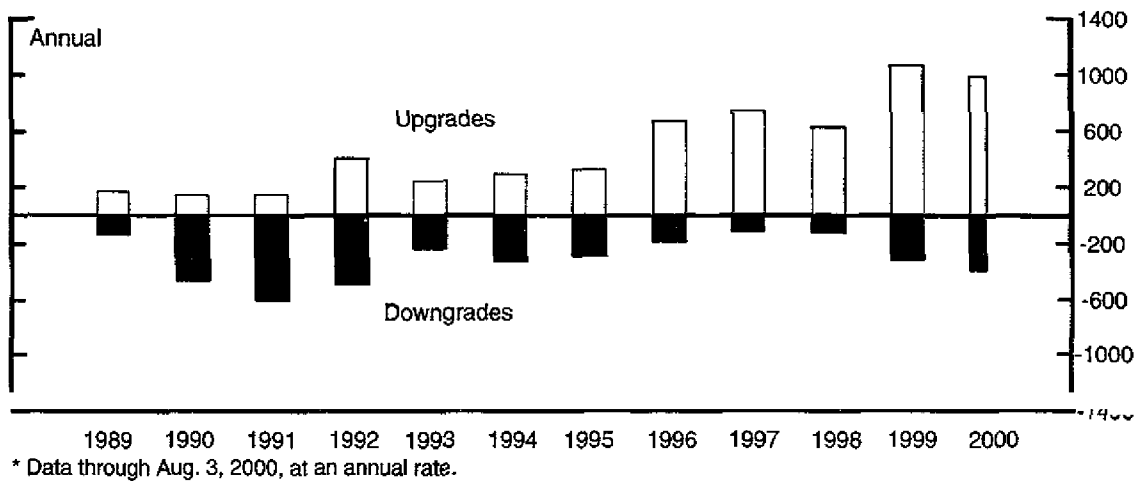 Annual
Upgrades
Downgrades
1400
1000
600
200
-200
-600
-1000
1989 1990 1991 1992 1993 1994 1995 1996 1997 1998 1999 2000
* Data through Aug. 3, 2000, at an annual rate.